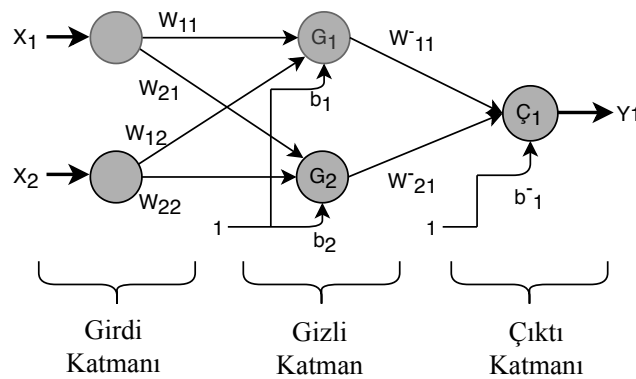 X1 W11 G1 W¯11
W21 b1 Ç1 Y1
W12
X2 W22 G2 W¯21
1 b2 1 b¯1
Girdi Katmanı
Gizli Katman
Çıktı Katmanı